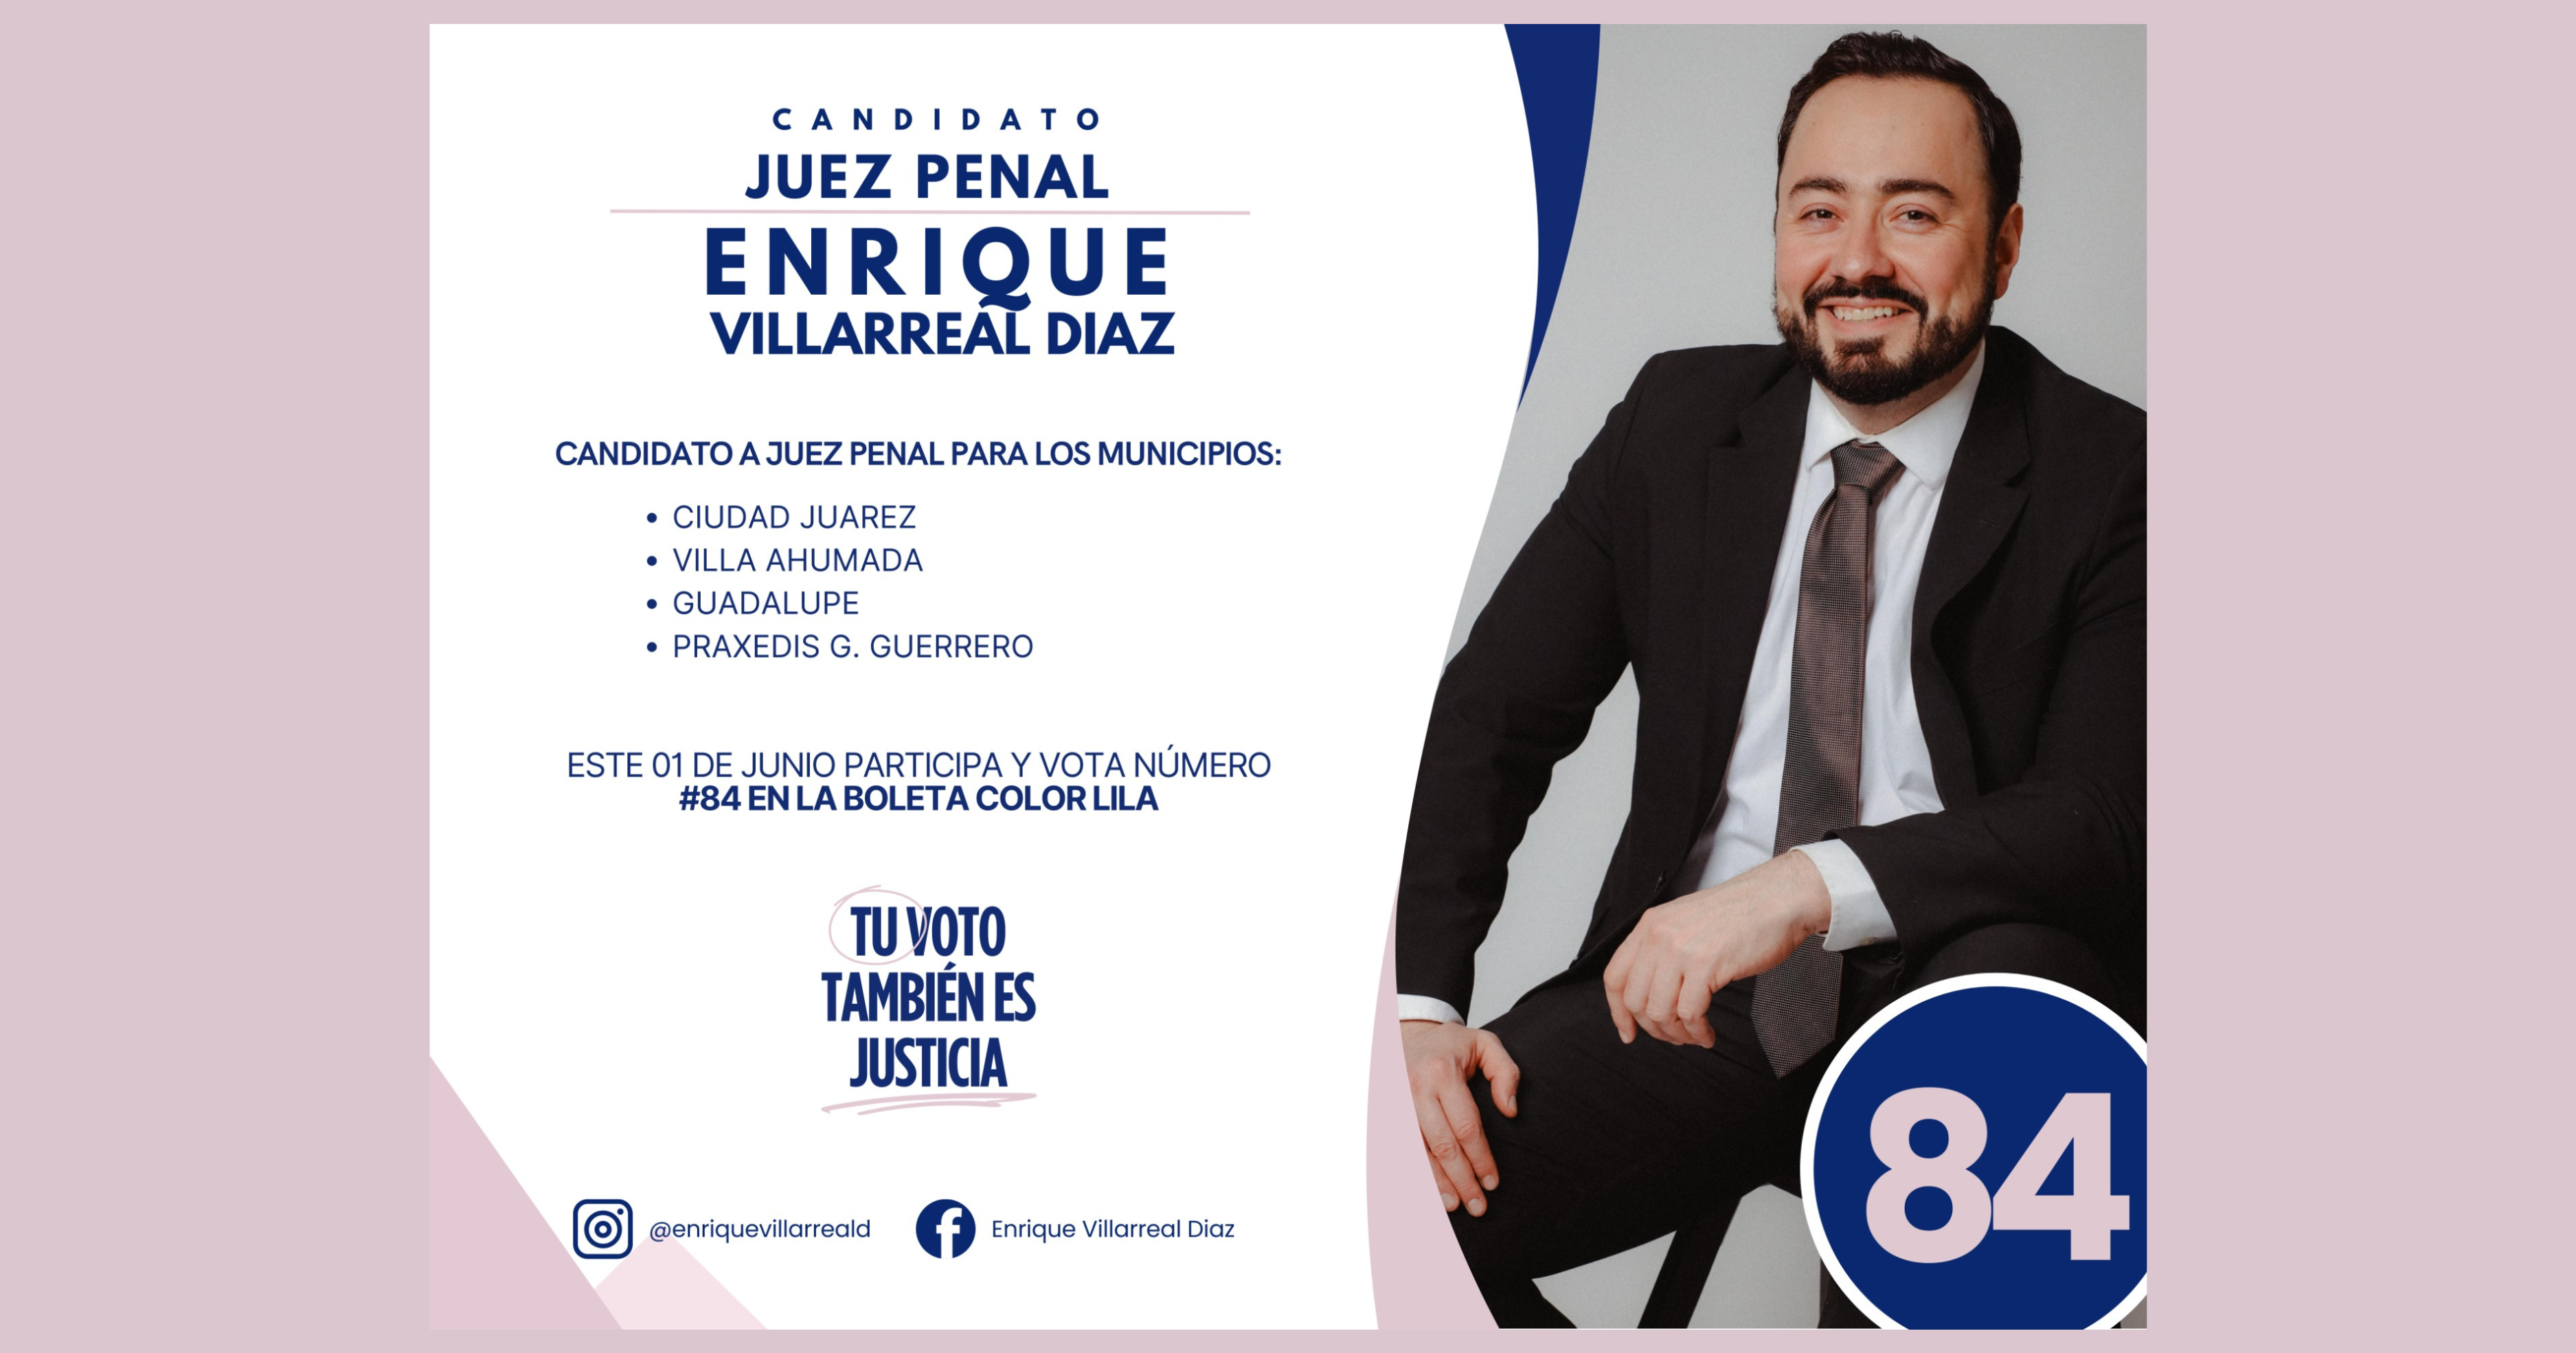 CANDIDATO
JUEZ PENAL
ENRIQUE
VILLARREAL DIAZ
CANDIDATO A JUEZ PENAL PARA LOS MUNICIPIOS:
• CIUDAD JUAREZ
• VILLA AHUMADA
• GUADALUPE
• PRAXEDIS G. GUERRERO
ESTE 01 DE JUNIO PARTICIPA Y VOTA NÚMERO
#84 EN LA BOLETA COLOR LILA
TU VOTO
TAMBIÉN ES
JUSTICIA
@enriquevillarreald
Enrique Villarreal Diaz
84